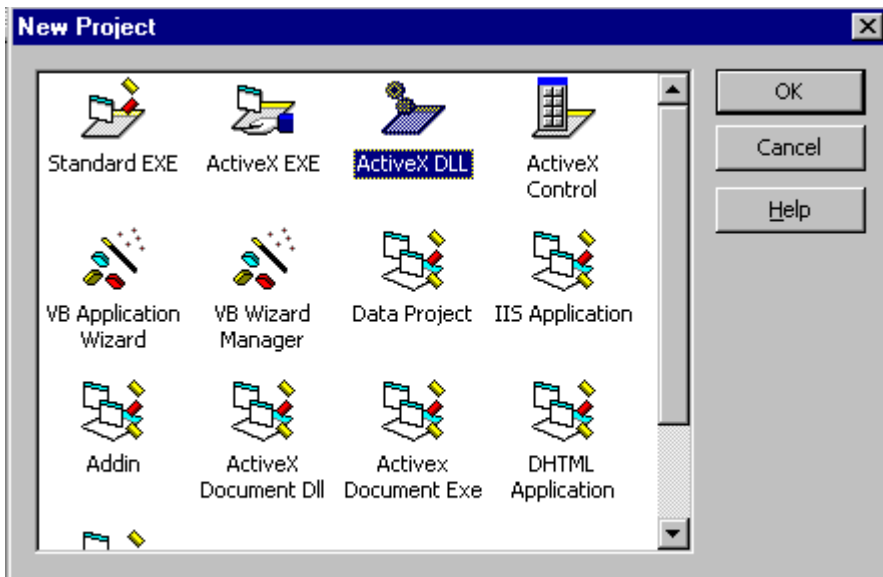 New Project
OK
Cancel
Help
Standard EXE
ActiveX EXE
ActiveX DLL
ActiveX
Control
VB Application
Wizard
VB Wizard
Manager
Data Project
IIS Application
Addin
ActiveX
Document Dll
Activex
Document Exe
DHTML
Application